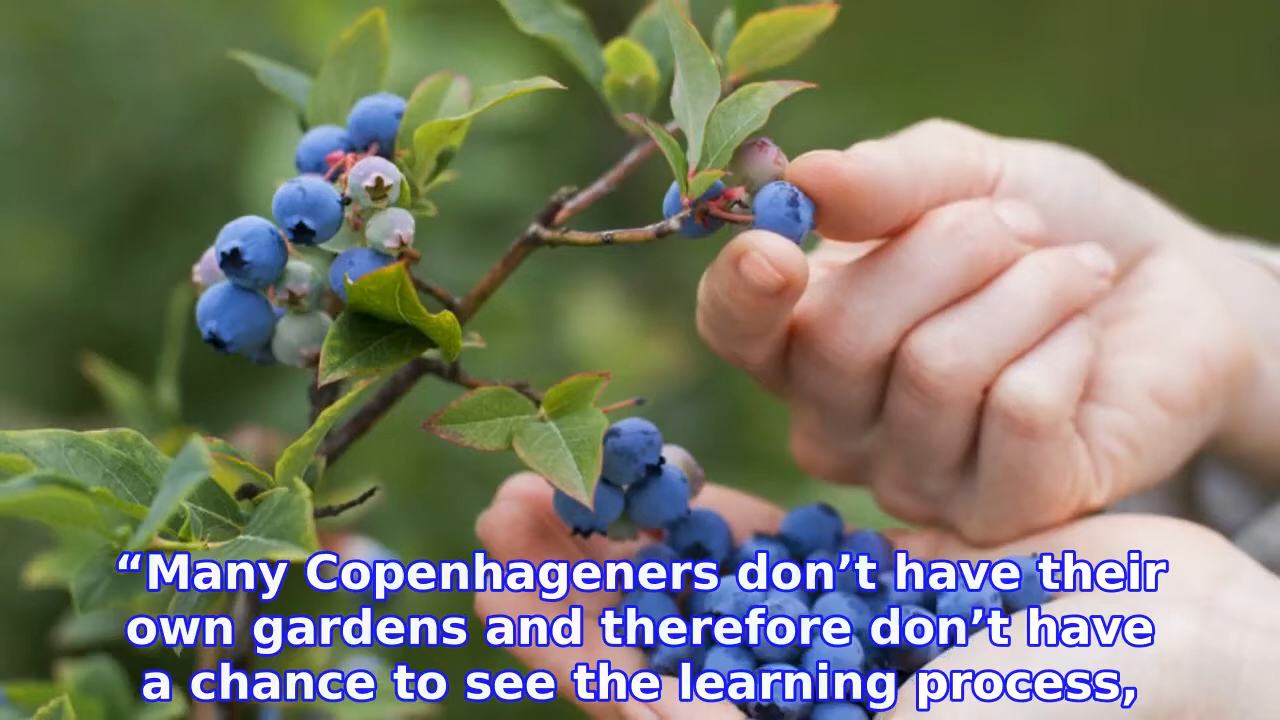 “Many Copenhageners don’t have their
own gardens and therefore don’t have
a chance to see the learning process,